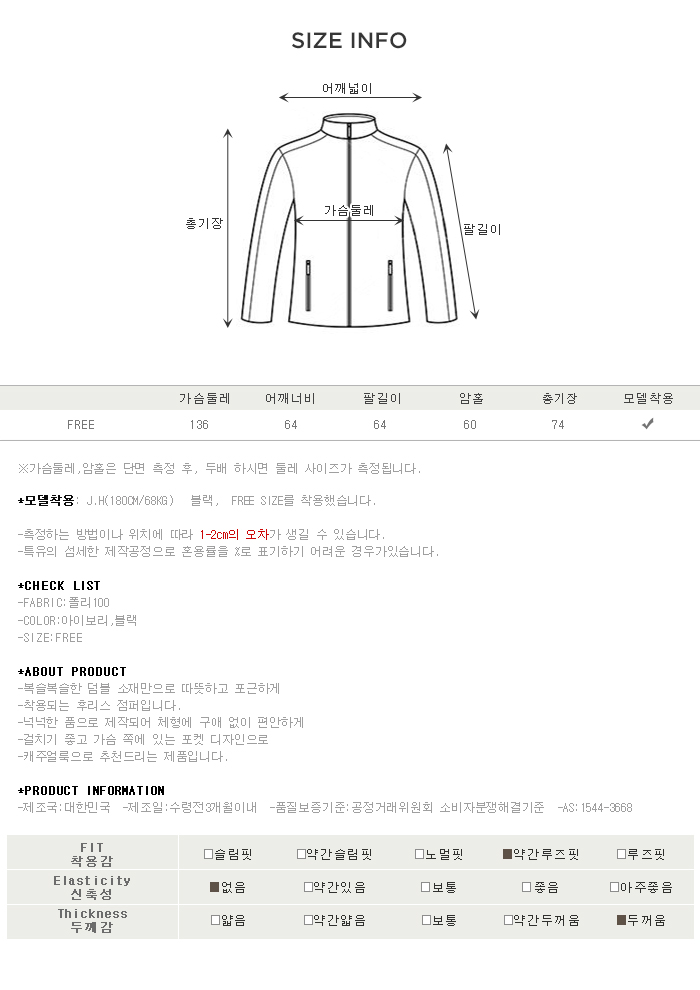 SIZE INFO
어깨넓이
가슴둘레
총기장
팔길이
가슴둘레 어깨너비 팔길이 암홀 총기장 모델착용
FREE 136 64 64 60 74
※가슴둘레,암홀은 단면 측정 후, 두배 하시면 둘레 사이즈가 측정됩니다.
*모델착용: J.H(180CM/68KG) 블랙, FREE SIZE를 착용했습니다.
-측정하는 방법이나 위치에 따라 1-2cm의 오차가 생길 수 있습니다.
-특유의 섬세한 제작공정으로 혼용률을 %로 표기하기 어려운 경우가있습니다.
*CHECK LIST
-FABRIC:폴리100
-COLOR:아이보리,블랙
-SIZE:FREE
*ABOUT PRODUCT
-복슬복슬한 덤블 소재만으로 따뜻하고 포근하게
-착용되는 후리스 점퍼입니다.
-넉넉한 품으로 제작되어 체형에 구애 없이 편안하게
-걸치기 좋고 가슴 쪽에 있는 포켓 디자인으로
-캐주얼룩으로 추천드리는 제품입니다.
*PRODUCT INFORMATION
-제조국:대한민국 -제조일:수령전3개월이내 -품질보증기준:공정거래위원회 소비자분쟁해결기준 -AS:1544-3668
FIT
착용감
□슬림핏 □약간슬림핏 □노멀핏 ■약간루즈핏 □루즈핏
Elasticity
신축성
■없음 □약간있음 □보통 □좋음 □아주좋음
Thickness
두께감
□얇음 □약간얇음 □보통 □약간두꺼움 ■두꺼움